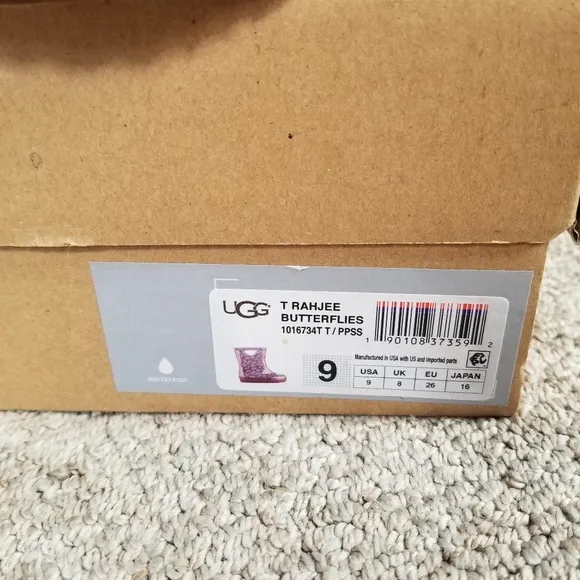 UGG
T RAHJEE
BUTTERFLIES
1016734T T / PPSS
1 90108 37359 2
Manufactured in USA with US and imported parts
9
USA UK EU JAPAN
9 8 26 16
WATERPROOF